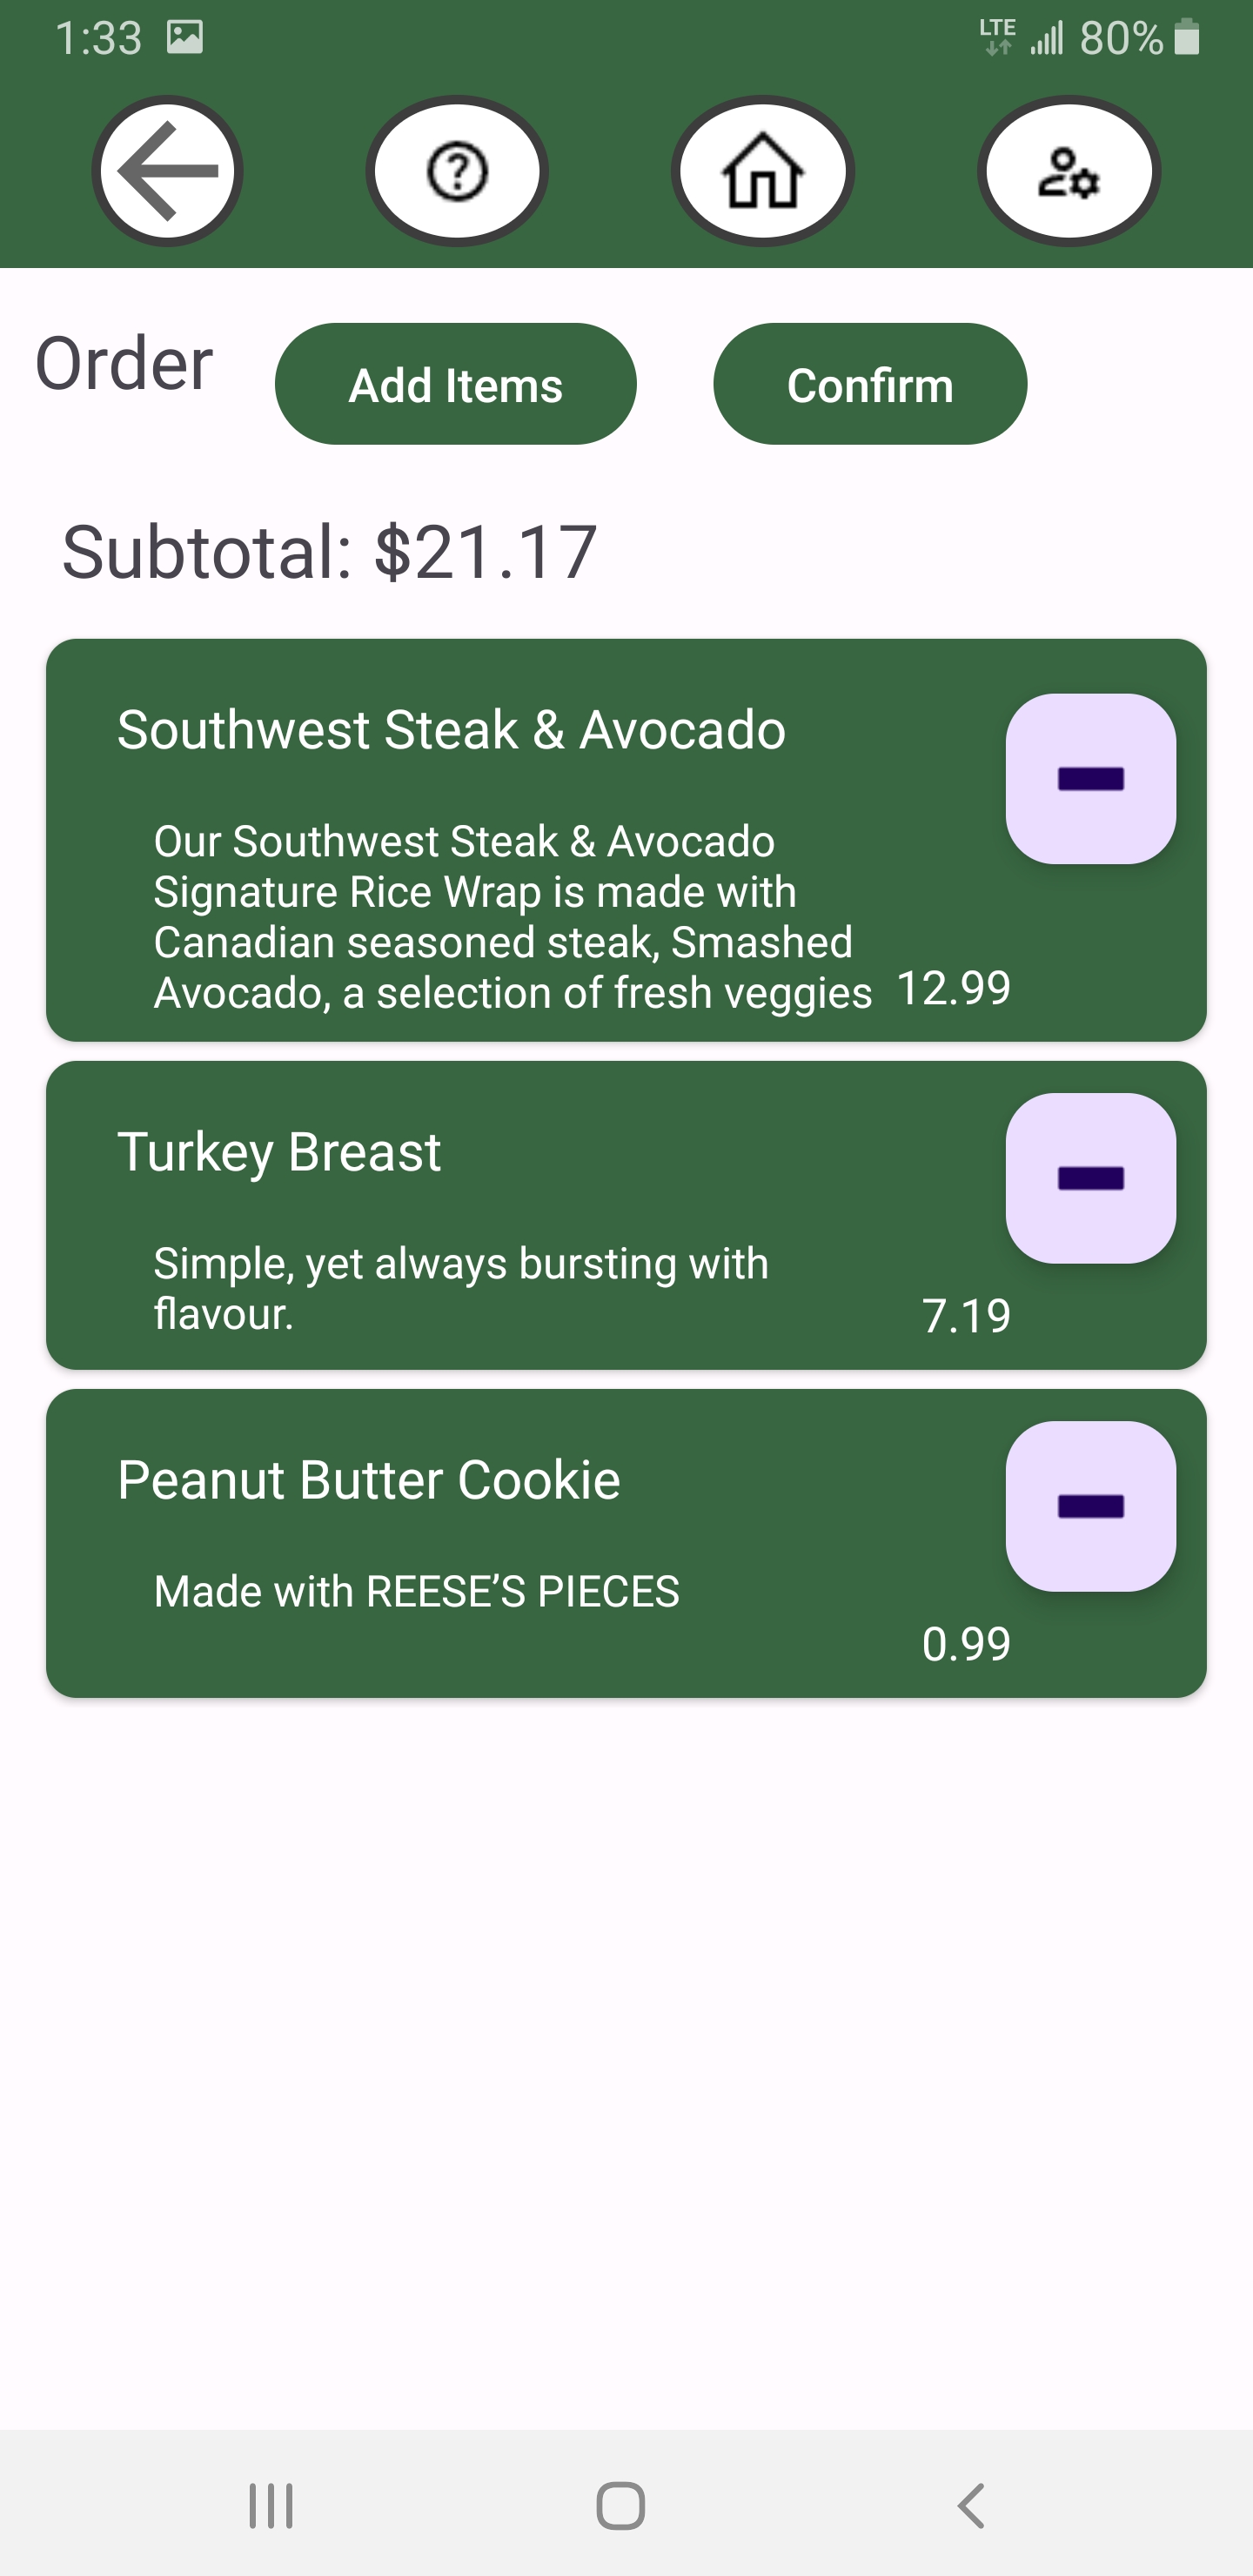 1:33 LTE 80%
Order Add Items Confirm
Subtotal: $21.17
Southwest Steak & Avocado
Our Southwest Steak & Avocado
Signature Rice Wrap is made with
Canadian seasoned steak, Smashed
Avocado, a selection of fresh veggies 12.99
Turkey Breast
Simple, yet always bursting with
flavour.
7.19
Peanut Butter Cookie
Made with REESE’S PIECES
0.99